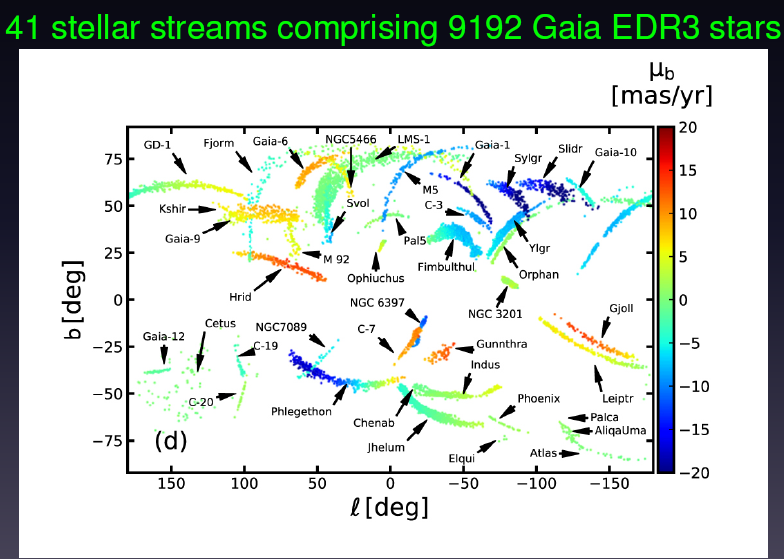 41 stellar streams comprising 9192 Gaia EDR3 stars
μb
[mas/yr]
GD-1
Fjorm
Gaia-6
NGC5466
LMS-1
Gaia-1
Sylgr
Slidr
Gaia-10
Kshir
Gaia-9
Svol
M5
C-3
M 92
Pal5
Ophiuchus
Fimbulthul
Ylgr
Orphan
Hrid
NGC 3201
NGC 6397
Gaia-12
Cetus
C-19
NGC7089
C-7
Gunnthra
Gjoll
C-20
Indus
Phlegethon
Chenab
Jhelum
Phoenix
Leiptr
Palca
AliqaUma
Elqui
Atlas
(d)
75
50
25
0
−25
−50
−75
b [deg]
150 100 50 0 −50 −100 −150
ℓ [deg]
20
15
10
5
0
−5
−10
−15
−20